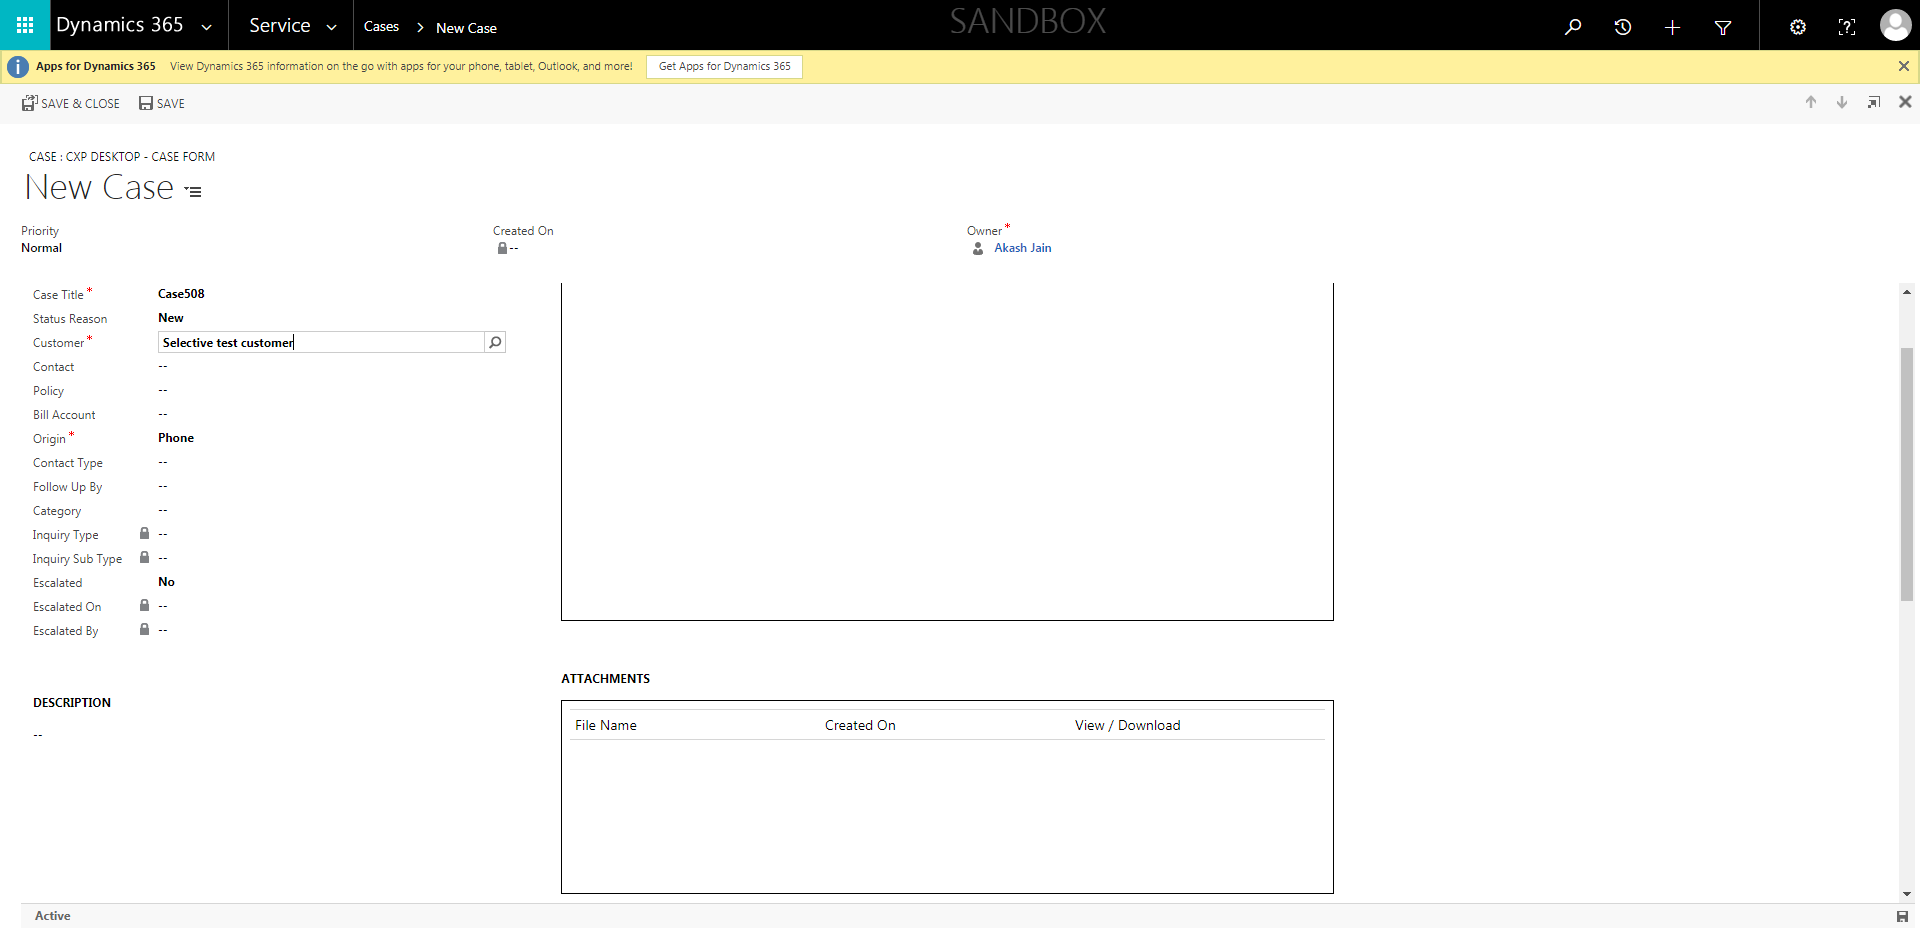 Dynamics 365 Service Cases > New Case SANDBOX
Apps for Dynamics 365 View Dynamics 365 information on the go with apps for your phone, tablet, Outlook, and more! Get Apps for Dynamics 365
SAVE & CLOSE SAVE
CASE : CXP DESKTOP - CASE FORM
New Case
Priority Created On Owner*
Normal -- Akash Jain
Case Title* Case508
Status Reason New
Customer* Selective test customer
Contact --
Policy --
Bill Account --
Origin* Phone
Contact Type --
Follow Up By --
Category --
Inquiry Type --
Inquiry Sub Type --
Escalated No
Escalated On --
Escalated By --
ATTACHMENTS
DESCRIPTION
File Name Created On View / Download
--
Active